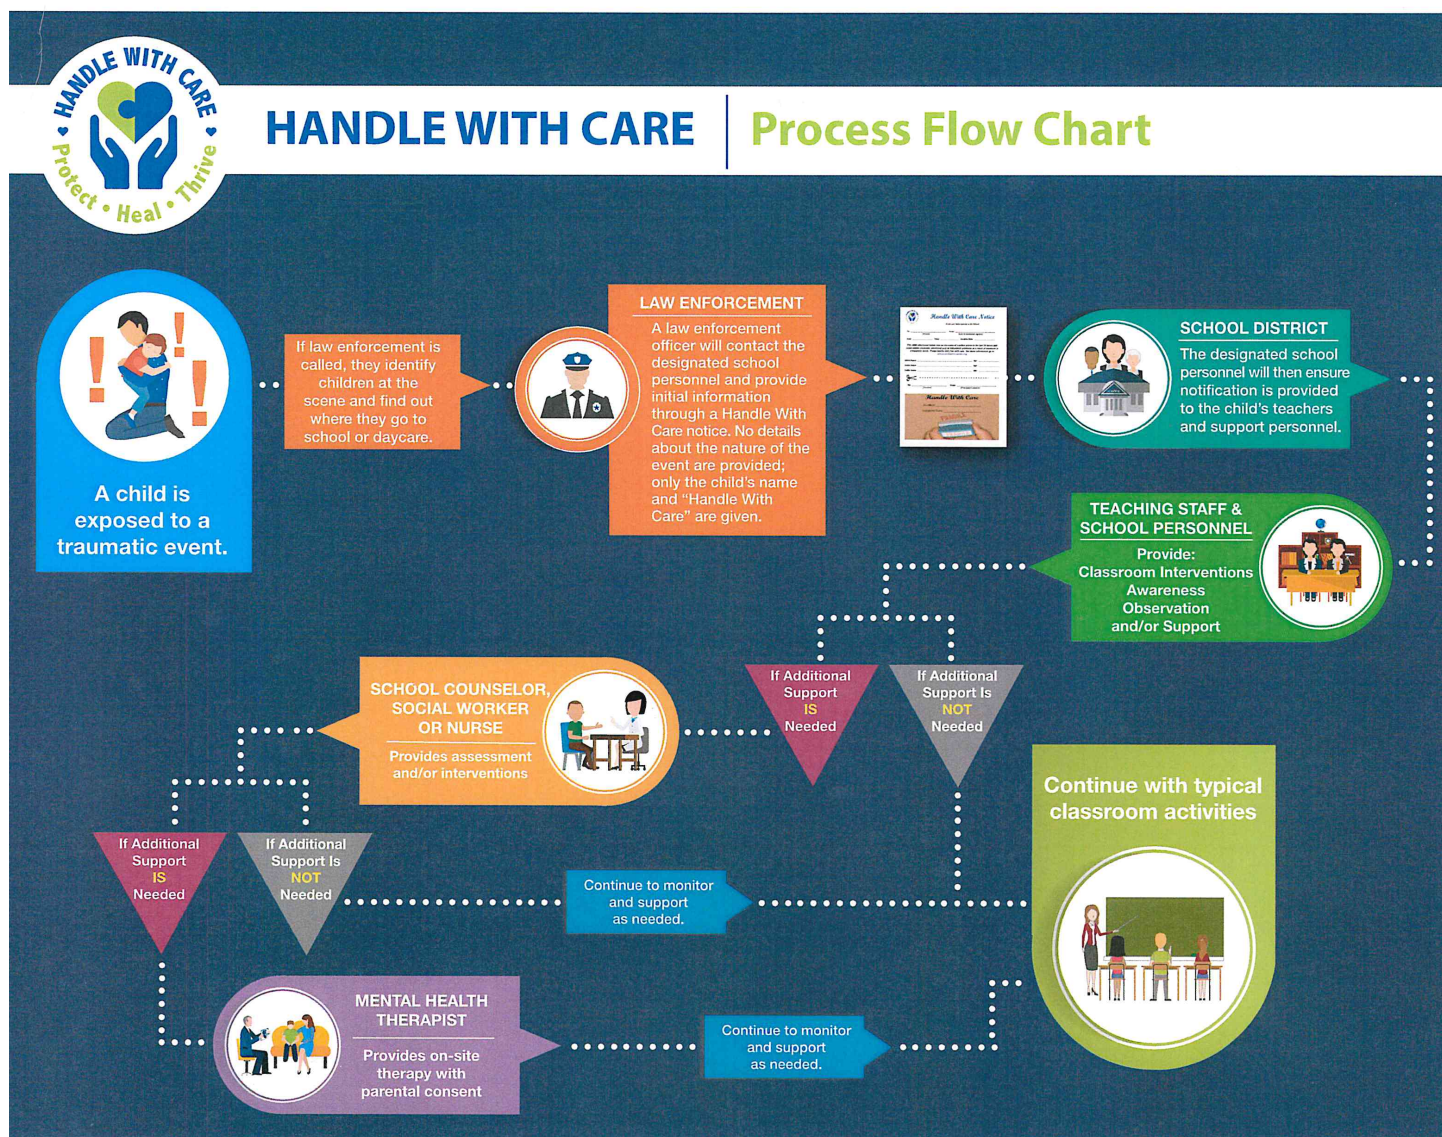 HANDLE WITH CARE
Protect • Heal • Thrive
HANDLE WITH CARE
Process Flow Chart
A child is
exposed to a
traumatic event.
If law enforcement is
called, they identify
children at the
scene and find out
where they go to
school or daycare.
LAW ENFORCEMENT
A law enforcement
officer will contact the
designated school
personnel and provide
initial information
through a Handle With
Care notice. No details
about the nature of the
event are provided;
only the child's name
and “Handle With
Care” are given.
Handle With Care Notice
Handle With Care
SCHOOL DISTRICT
The designated school
personnel will then ensure
notification is provided
to the child's teachers
and support personnel.
TEACHING STAFF &
SCHOOL PERSONNEL
Provide:
Classroom Interventions
Awareness
Observation
and/or Support
If Additional
Support
IS
Needed
If Additional
Support Is
NOT
Needed
SCHOOL COUNSELOR,
SOCIAL WORKER
OR NURSE
Provides assessment
and/or interventions
If Additional
Support
IS
Needed
If Additional
Support Is
NOT
Needed
Continue to monitor
and support
as needed.
Continue with typical
classroom activities
MENTAL HEALTH
THERAPIST
Provides on-site
therapy with
parental consent
Continue to monitor
and support
as needed.